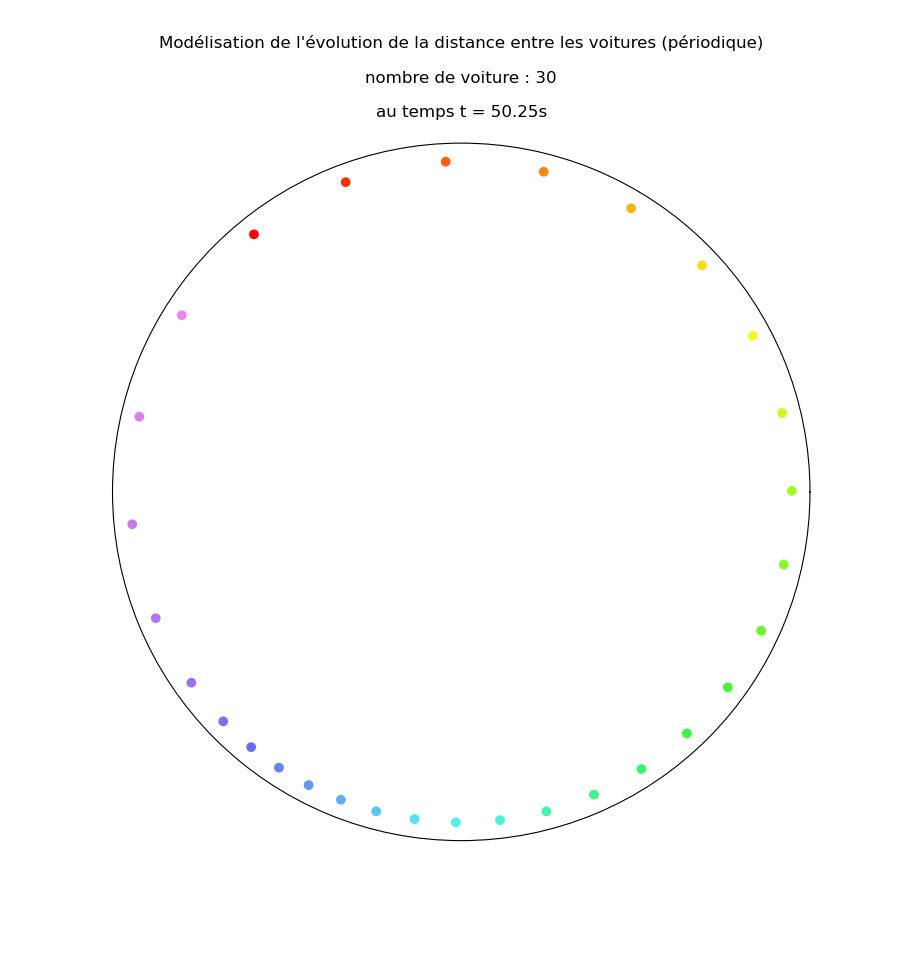 Modélisation de l'évolution de la distance entre les voitures (périodique)
nombre de voiture : 30
au temps t = 50.25s